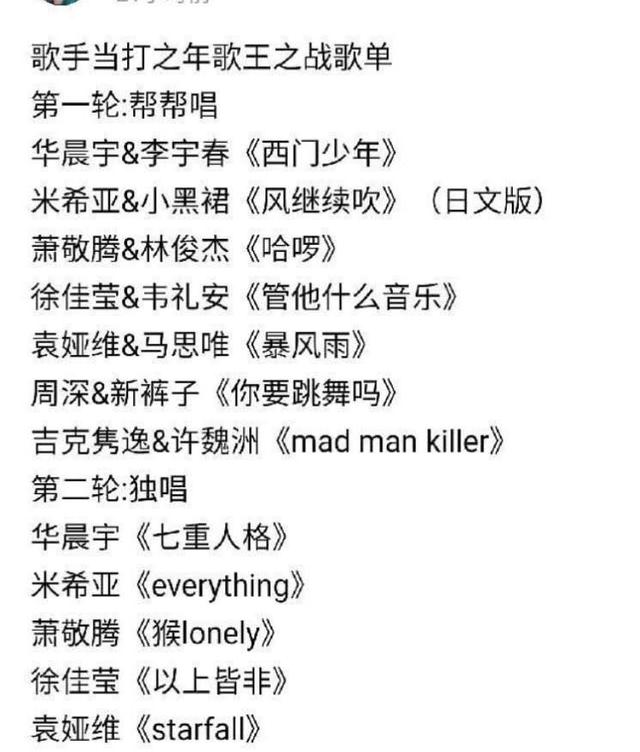 歌手当打之年歌王之战歌单
第一轮:帮帮唱
华晨宇&李宇春《西门少年》
米希亚&小黑裙《风继续吹》（日文版）
萧敬腾&林俊杰《哈啰》
徐佳莹&韦礼安《管他什么音乐》
袁娅维&马思唯《暴风雨》
周深&新裤子《你要跳舞吗》
吉克隽逸&许魏洲《mad man killer》
第二轮:独唱
华晨宇《七重人格》
米希亚《everything》
萧敬腾《猴lonely》
徐佳莹《以上皆非》
袁娅维《starfall》